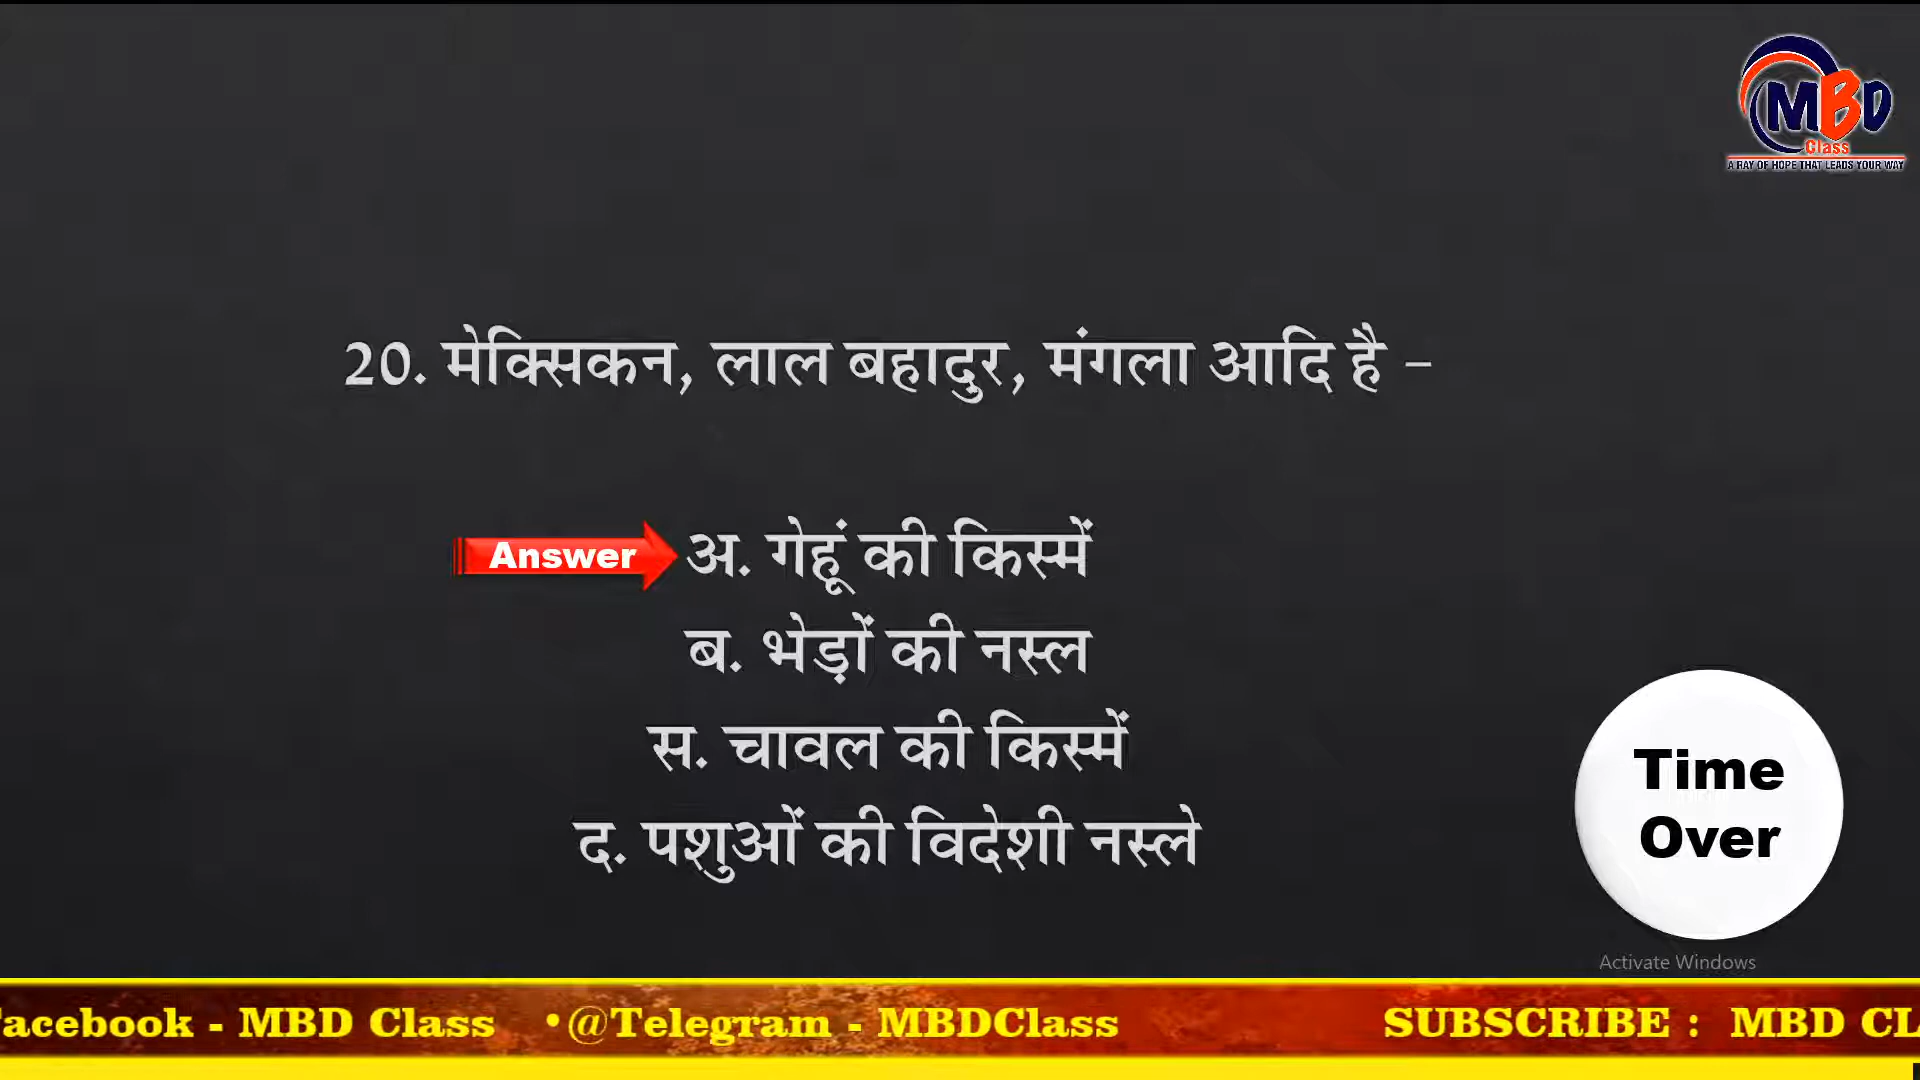 MBD
Class
A RAY OF HOPE THAT LEADS YOUR WAY
20. मेक्सिकन, लाल बहादुर, मंगला आदि है –
Answer
अ. गेहूं की किस्में
ब. भेड़ों की नस्ल
स. चावल की किस्में
द. पशुओं की विदेशी नस्ले
Time
Over
Activate Windows
acebook - MBD Class •@Telegram - MBDClass SUBSCRIBE : MBD CL